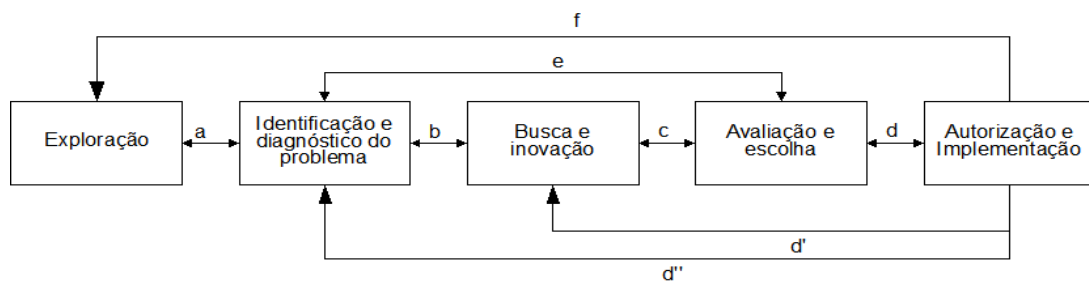 f
e
Exploração
a
Identificação e
diagnóstico do
problema
b
Busca e
inovação
c
Avaliação e
escolha
d
Autorização e
Implementação
d'
d''